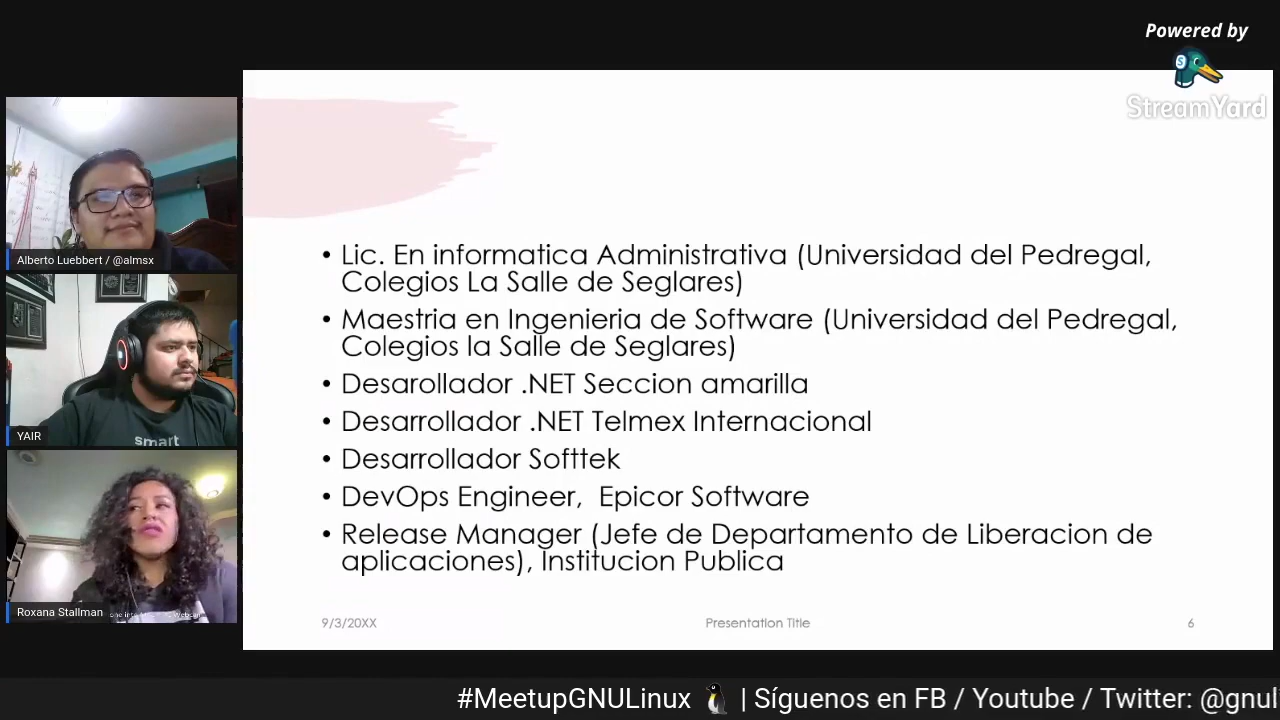 Powered by
StreamYard
Alberto Luebbert / @almsx
YAIR
smart
Roxana Stallman
• Lic. En informatica Administrativa (Universidad del Pedregal,
Colegios La Salle de Seglares)
• Maestria en Ingenieria de Software (Universidad del Pedregal,
Colegios la Salle de Seglares)
• Desarollador .NET Seccion amarilla
• Desarrollador .NET Telmex Internacional
• Desarrollador Softtek
• DevOps Engineer,  Epicor Software
• Release Manager (Jefe de Departamento de Liberacion de
aplicaciones), Institucion Publica
9/3/20XX
Presentation Title
6
#MeetupGNULinux 🐧 | Síguenos en FB / Youtube / Twitter: @gnul